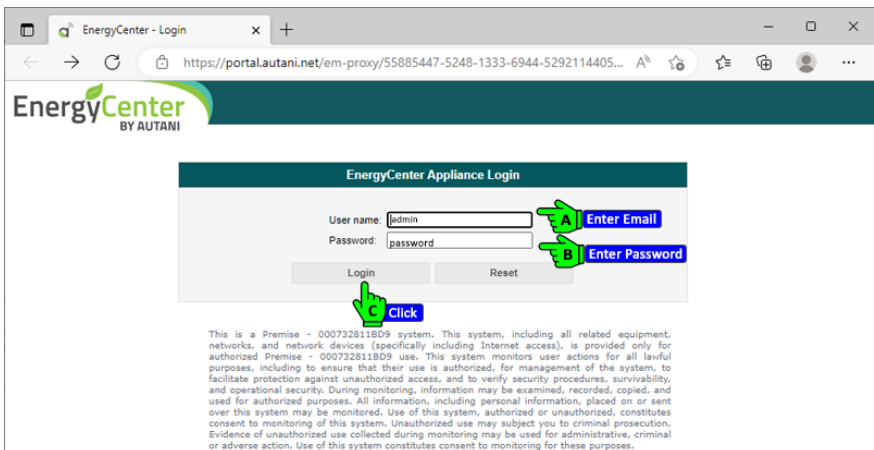 EnergyCenter - Login
https://portal.autani.net/em-proxy/55885447-5248-1333-6944-5292114405...
EnergyCenter
BY AUTANI
EnergyCenter Appliance Login
User name: admin
A Enter Email
Password: password
B Enter Password
Login Reset
C Click
This is a Premise - 000732811BD9 system. This system, including all related equipment,
networks, and network devices (specifically including Internet access), is provided only for
authorized Premise - 000732811BD9 use. This system monitors user actions for all lawful
purposes, including to ensure that their use is authorized, for management of the system, to
facilitate protection against unauthorized access, and to verify security procedures, survivability,
and operational security. During monitoring, information may be examined, recorded, copied, and
used for authorized purposes. All information, including personal information, placed on or sent
over this system may be monitored. Use of this system, authorized or unauthorized, constitutes
consent to monitoring of this system. Unauthorized use may subject you to criminal prosecution.
Evidence of unauthorized use collected during monitoring may be used for administrative, criminal
or adverse action. Use of this system constitutes consent to monitoring for these purposes.